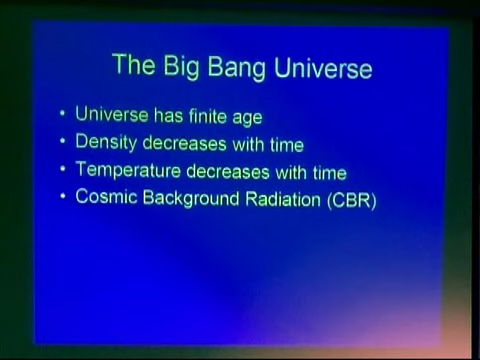 The Big Bang Universe
• Universe has finite age
• Density decreases with time
• Temperature decreases with time
• Cosmic Background Radiation (CBR)